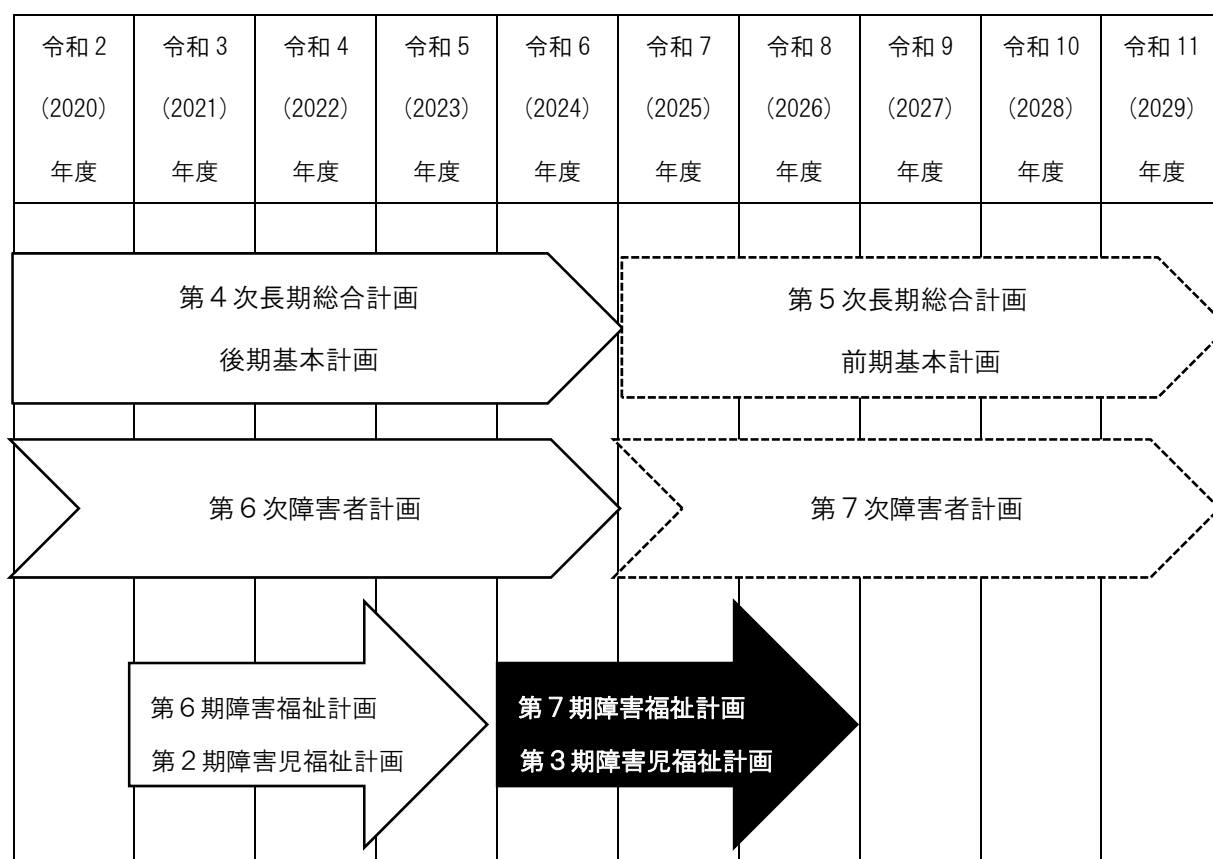 令和2 令和3 令和4 令和5 令和6 令和7 令和8 令和9 令和10 令和11
(2020) (2021) (2022) (2023) (2024) (2025) (2026) (2027) (2028) (2029)
年度 年度 年度 年度 年度 年度 年度 年度 年度 年度
第4次長期総合計画
後期基本計画
第5次長期総合計画
前期基本計画
第6次障害者計画
第7次障害者計画
第6期障害福祉計画
第2期障害児福祉計画
第7期障害福祉計画
第3期障害児福祉計画